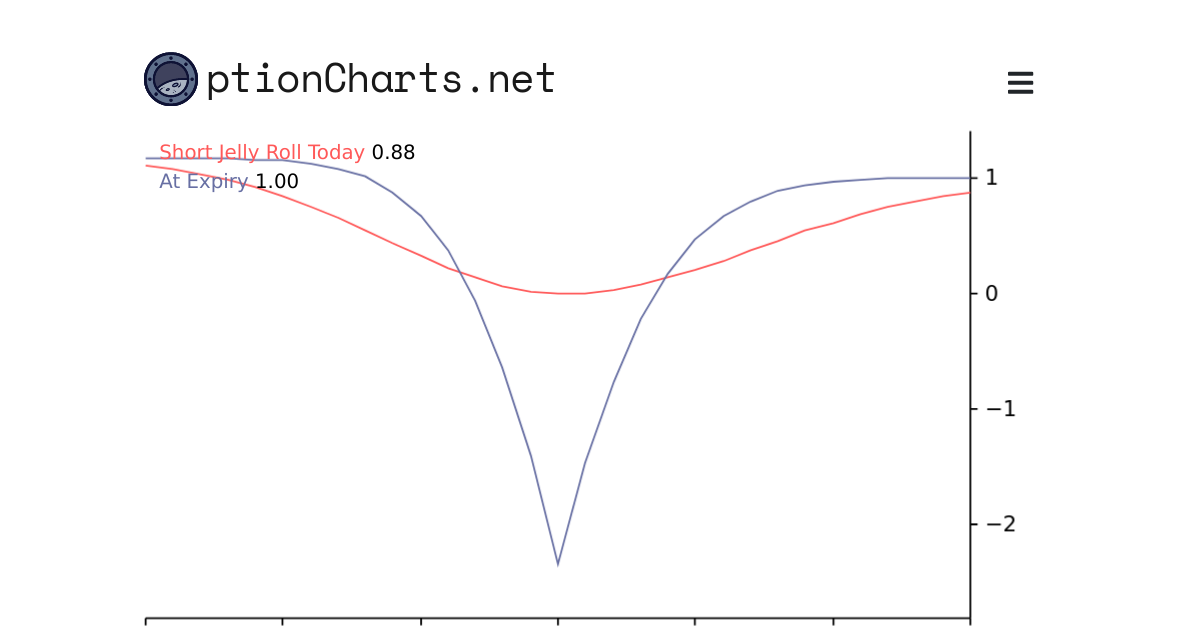 ptionCharts.net
Short Jelly Roll Today 0.88
At Expiry 1.00
1
0
−1
−2